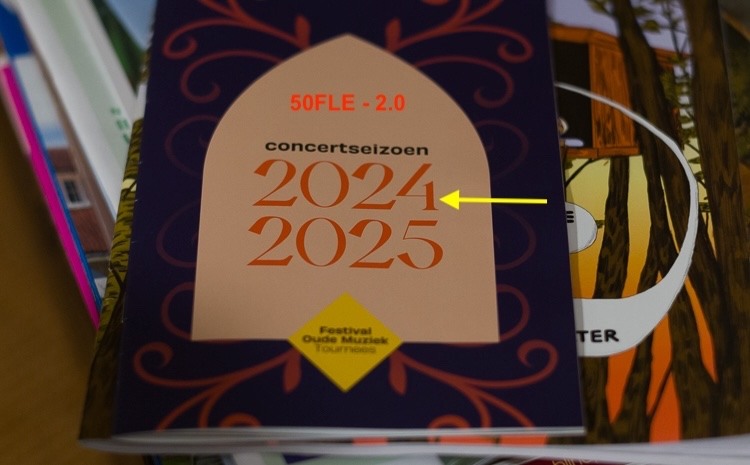 50FLE - 2.0
concertseizoen
2024
2025
Festival
Oude Muziek
Tournees
TER